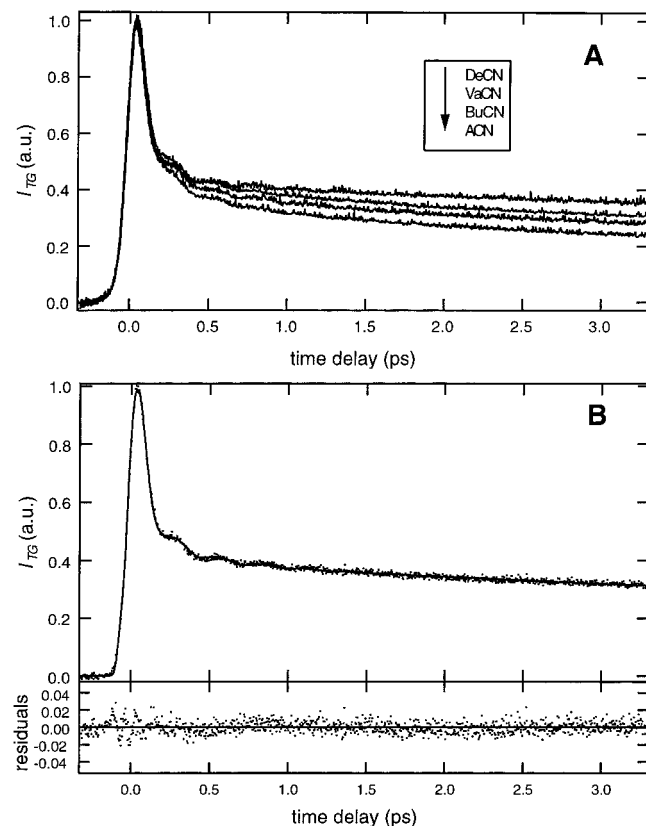 1.0
A
DeCN
VaCN
BuCN
ACN
0.8
0.6
I_TG (a.u.)
0.4
0.2
0.0
0.0 0.5 1.0 1.5 2.0 2.5 3.0
time delay (ps)
1.0
B
0.8
0.6
I_TG (a.u.)
0.4
0.2
0.0
residuals
0.04
0.02
0.00
-0.02
-0.04
0.0 0.5 1.0 1.5 2.0 2.5 3.0
time delay (ps)